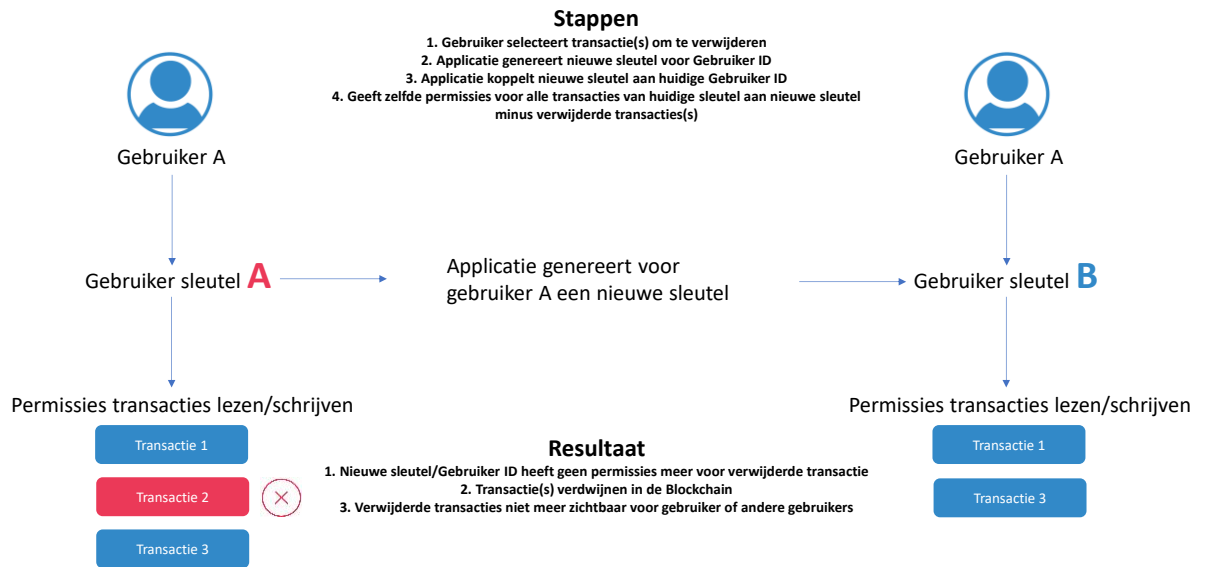 Stappen
1. Gebruiker selecteert transactie(s) om te verwijderen
2. Applicatie genereert nieuwe sleutel voor Gebruiker ID
3. Applicatie koppelt nieuwe sleutel aan huidige Gebruiker ID
4. Geeft zelfde permissies voor alle transacties van huidige sleutel aan nieuwe sleutel
minus verwijderde transacties(s)
Gebruiker A
Gebruiker A
Gebruiker sleutel A
Applicatie genereert voor
gebruiker A een nieuwe sleutel
Gebruiker sleutel B
Permissies transacties lezen/schrijven
Transactie 1
Transactie 2
Transactie 3
Permissies transacties lezen/schrijven
Transactie 1
Transactie 3
Resultaat
1. Nieuwe sleutel/Gebruiker ID heeft geen permissies meer voor verwijderde transactie
2. Transactie(s) verdwijnen in de Blockchain
3. Verwijderde transacties niet meer zichtbaar voor gebruiker of andere gebruikers